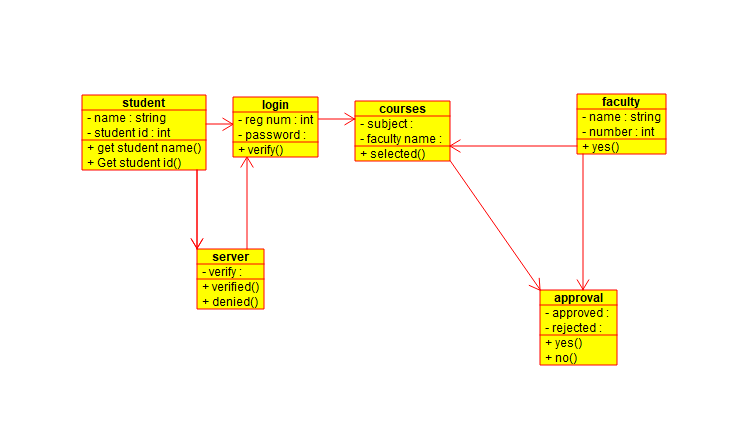 student
- name : string
- student id : int
+ get student name()
+ Get student id()
login
- reg num : int
- password :
+ verify()
courses
- subject :
- faculty name :
+ selected()
faculty
- name : string
- number : int
+ yes()
server
- verify :
+ verified()
+ denied()
approval
- approved :
- rejected :
+ yes()
+ no()